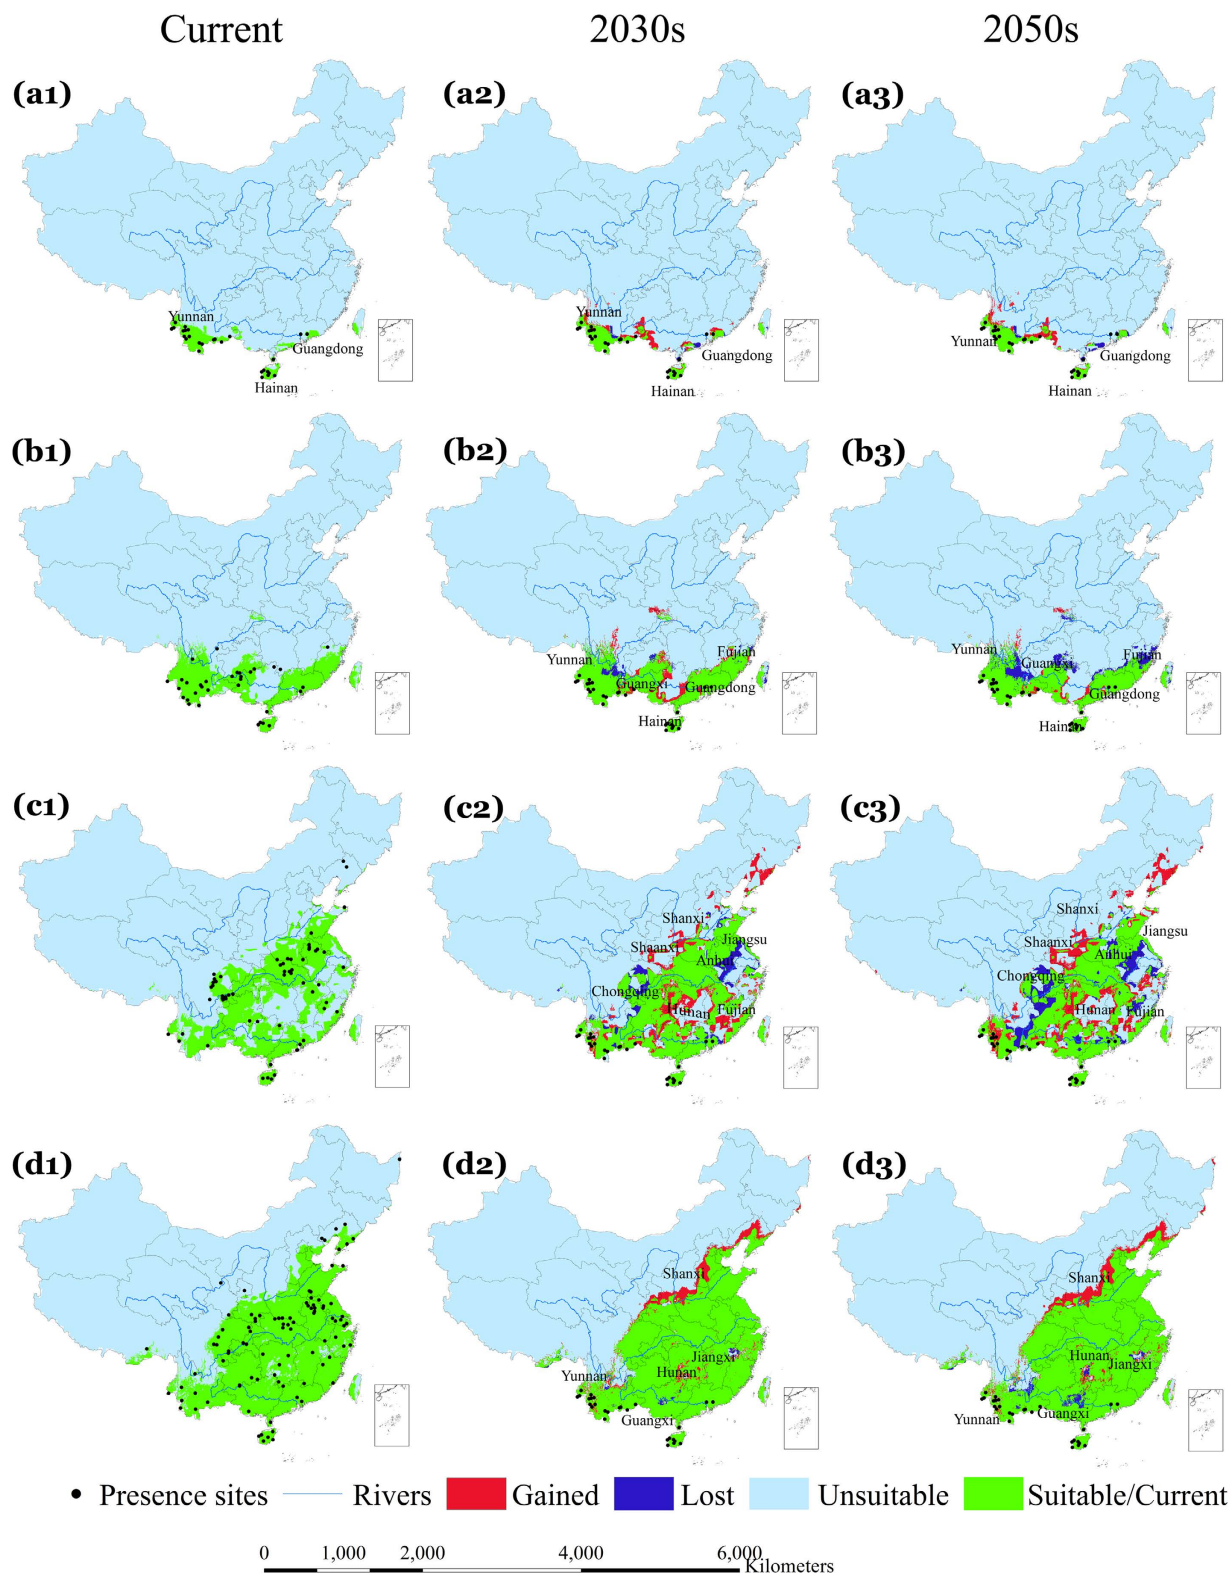 Current 2030s 2050s
(a1) (a2) (a3)
Yunnan Yunnan
Yunnan
Guangdong Guangdong Guangdong
Hainan Hainan Hainan
(b1) (b2) (b3)
Yunnan Fujian Yunnan Fujian
Guangxi Guangdong Guangxi Guangdong
Hainan Hainan
(c1) (c2) (c3)
Shanxi Shanxi
Shaanxi Jiangsu Shaanxi Jiangsu
Anhui Anhui
Chongqing Chongqing
Hunan Fujian Hunan Fujian
(d1) (d2) (d3)
Shanxi Shanxi
Jiangxi Hunan Jiangxi
Yunnan Hunan
Guangxi Yunnan Guangxi
Presence sites Rivers Gained Lost Unsuitable Suitable/Current
0 1,000 2,000 4,000 6,000
Kilometers